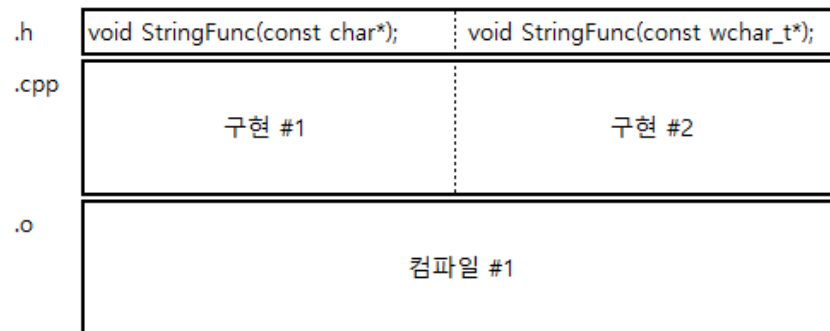 .h void StringFunc(const char*); void StringFunc(const wchar_t*);
.cpp
구현 #1 구현 #2
.o
컴파일 #1